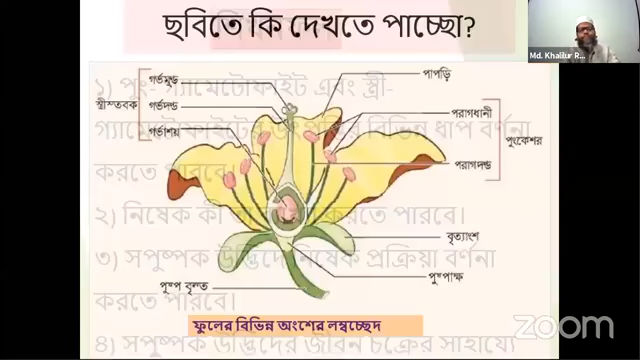 ছবিতে কি দেখতে পাচ্ছো?
Md. Khalilur R...
১) পুং- গ্যামেটোফাইট এবং স্ত্রী-
গ্যামেটোফাইটের বিভিন্ন ধাপ বর্ণনা
করতে পারবে।
২) নিষেক কী করতে পারবে।
৩) সপুষ্পক উদ্ভিদে নিষেক প্রক্রিয়া বর্ণনা
করতে পারবে।
৪) সপুষ্পক উদ্ভিদের জীবন চক্রের সাহায্যে
গর্ভমুণ্ড
স্ত্রীস্তবক
গর্ভদণ্ড
গর্ভাশয়
পাপড়ি
পরাগধানী
পুংকেশর
পরাগদণ্ড
বৃত্যাংশ
পুষ্পাক্ষ
পুষ্প বৃন্ত
ফুলের বিভিন্ন অংশের লম্বচ্ছেদ
zoom